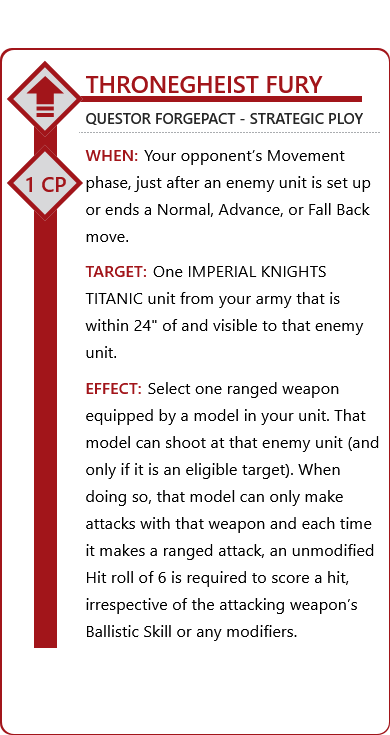 THRONEGHEIST FURY
QUESTOR FORGEPACT - STRATEGIC PLOY
1 CP
WHEN: Your opponent’s Movement
phase, just after an enemy unit is set up
or ends a Normal, Advance, or Fall Back
move.
TARGET: One IMPERIAL KNIGHTS
TITANIC unit from your army that is
within 24" of and visible to that enemy
unit.
EFFECT: Select one ranged weapon
equipped by a model in your unit. That
model can shoot at that enemy unit (and
only if it is an eligible target). When
doing so, that model can only make
attacks with that weapon and each time
it makes a ranged attack, an unmodified
Hit roll of 6 is required to score a hit,
irrespective of the attacking weapon’s
Ballistic Skill or any modifiers.